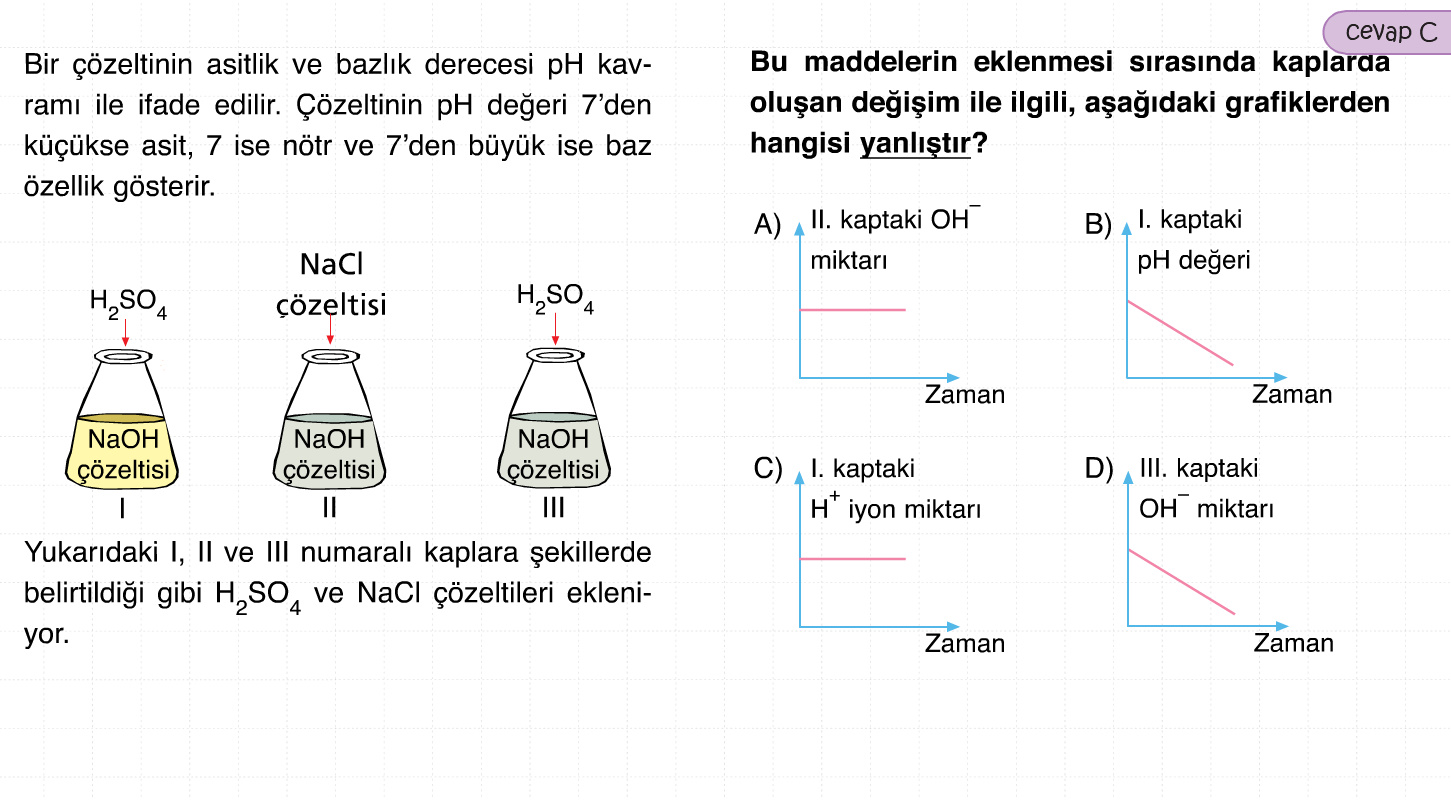 cevap C
Bir çözeltinin asitlik ve bazlık derecesi pH kav-
ramı ile ifade edilir. Çözeltinin pH değeri 7’den
küçükse asit, 7 ise nötr ve 7’den büyük ise baz
özellik gösterir.
H₂SO₄
NaCl
çözeltisi
H₂SO₄
NaOH
çözeltisi
I
NaOH
çözeltisi
II
NaOH
çözeltisi
III
Yukarıdaki I, II ve III numaralı kaplara şekillerde
belirtildiği gibi H₂SO₄ ve NaCl çözeltileri ekleni-
yor.
Bu maddelerin eklenmesi sırasında kaplarda
oluşan değişim ile ilgili, aşağıdaki grafiklerden
hangisi yanlıştır?
A) II. kaptaki OH⁻
miktarı
Zaman
B) I. kaptaki
pH değeri
Zaman
C) I. kaptaki
H⁺ iyon miktarı
Zaman
D) III. kaptaki
OH⁻ miktarı
Zaman